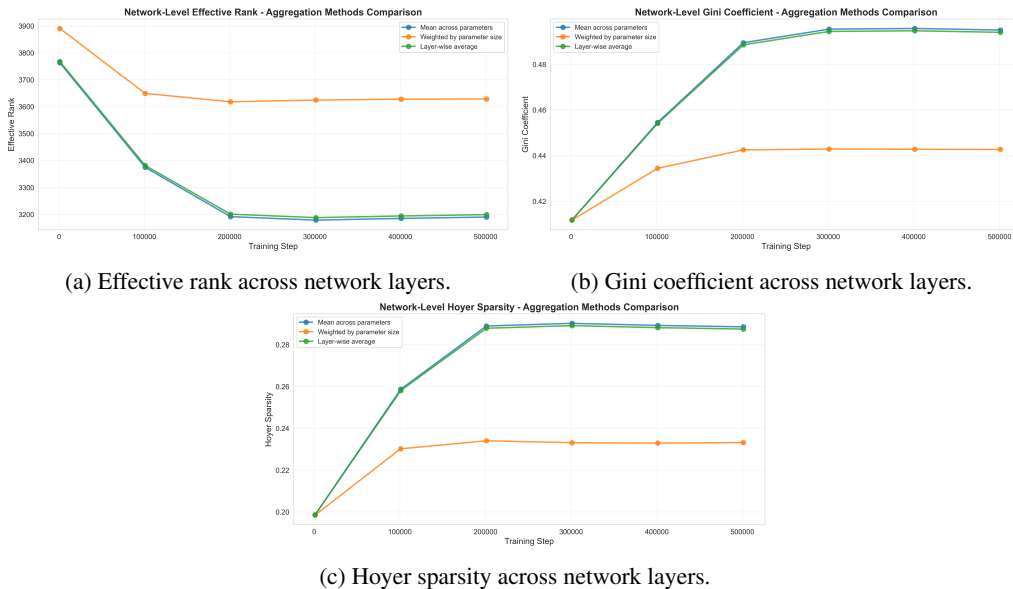 Network-Level Effective Rank - Aggregation Methods Comparison
Mean across parameters
Weighted by parameter size
Layer-wise average
3900
3800
3700
3600
3500
3400
3300
3200
Effective Rank
0
100000
200000
300000
400000
500000
Training Step
(a) Effective rank across network layers.
Network-Level Gini Coefficient - Aggregation Methods Comparison
Mean across parameters
Weighted by parameter size
Layer-wise average
0.48
0.46
0.44
0.42
Gini Coefficient
0
100000
200000
300000
400000
500000
Training Step
(b) Gini coefficient across network layers.
Network-Level Hoyer Sparsity - Aggregation Methods Comparison
Mean across parameters
Weighted by parameter size
Layer-wise average
0.28
0.26
0.24
0.22
0.20
Hoyer Sparsity
0
100000
200000
300000
400000
500000
Training Step
(c) Hoyer sparsity across network layers.